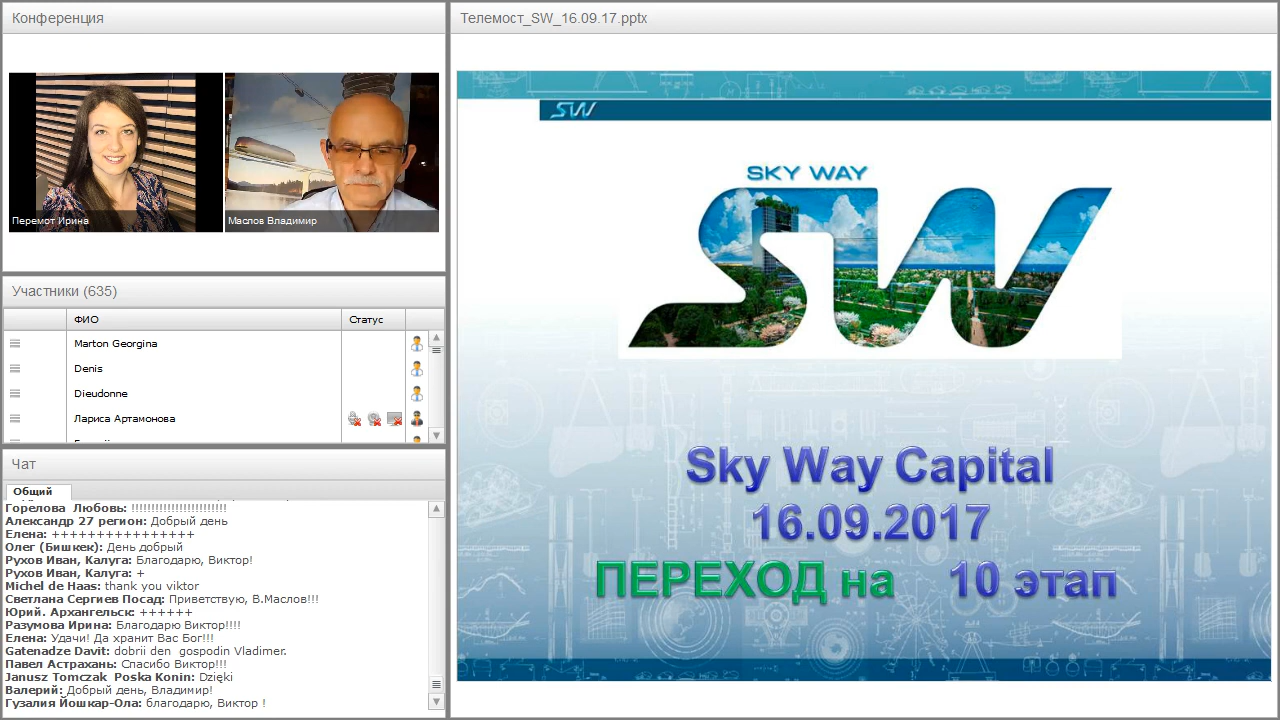 Конференция
Перемот Ирина
Маслов Владимир
Участники (635)
ФИО
Статус
Marton Georgina
Denis
Dieudonne
Лариса Артамонова
Чат
Общий
Горелова Любовь: !!!!!!!!!!!!!!!!!!!!!!!!
Александр 27 регион: Добрый день
Елена: ++++++++++++++++
Олег (Бишкек): День добрый
Рухов Иван, Калуга: Благодарю, Виктор!
Рухов Иван, Калуга: +
Michel de Haas: thank you viktor
Светлана Сергиев Посад: Приветствую, В.Маслов!!!
Юрий. Архангельск: ++++++
Разумова Ирина: Благодарю Виктор!!!!
Елена: Удачи! Да хранит Вас Бог!!!
Gatenadze Davit: dobrii den gospodin Vladimer.
Павел Астрахань: Спасибо Виктор!!!
Janusz Tomczak Poska Konin: Dzięki
Валерий: Добрый день, Владимир!
Гузалия Йошкар-Ола: благодарю, Виктор !
Телемост_SW_16.09.17.pptx
SW
SKY WAY
SW
Sky Way Capital
16.09.2017
ПЕРЕХОД на 10 этап